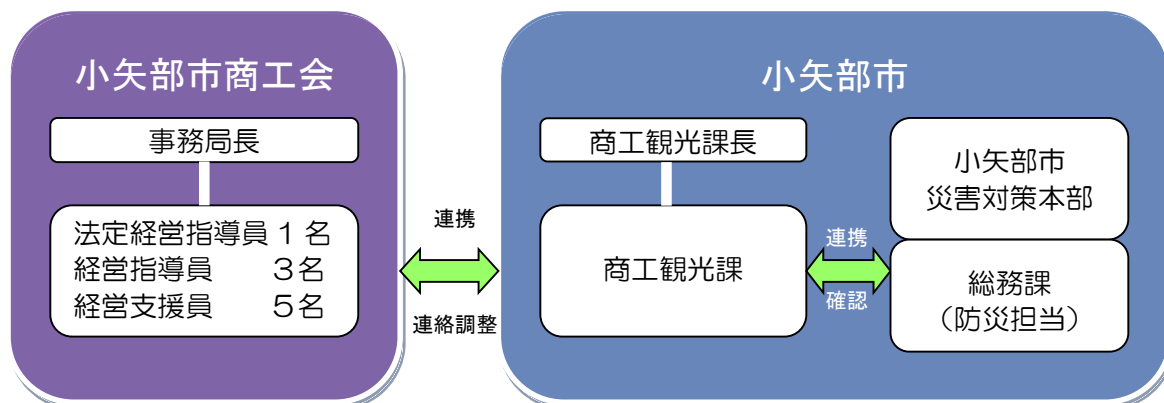 小矢部市商工会
事務局長
法定経営指導員１名
経営指導員　　３名
経営支援員　　５名
連携
連絡調整
小矢部市
商工観光課長
商工観光課
連携
確認
小矢部市
災害対策本部
総務課
（防災担当）